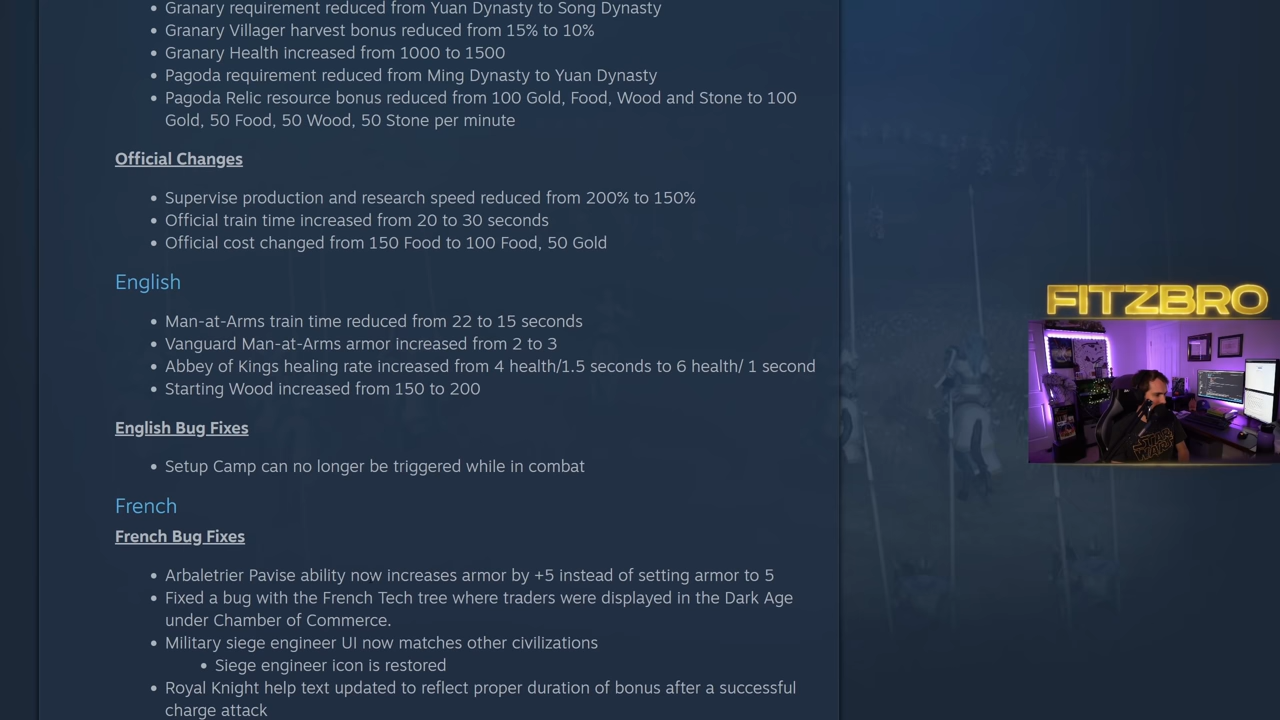 Granary requirement reduced from Yuan Dynasty to Song Dynasty
Granary Villager harvest bonus reduced from 15% to 10%
Granary Health increased from 1000 to 1500
Pagoda requirement reduced from Ming Dynasty to Yuan Dynasty
Pagoda Relic resource bonus reduced from 100 Gold, Food, Wood and Stone to 100
Gold, 50 Food, 50 Wood, 50 Stone per minute
Official Changes
Supervise production and research speed reduced from 200% to 150%
Official train time increased from 20 to 30 seconds
Official cost changed from 150 Food to 100 Food, 50 Gold
English
Man-at-Arms train time reduced from 22 to 15 seconds
Vanguard Man-at-Arms armor increased from 2 to 3
Abbey of Kings healing rate increased from 4 health/1.5 seconds to 6 health/ 1 second
Starting Wood increased from 150 to 200
English Bug Fixes
Setup Camp can no longer be triggered while in combat
French
French Bug Fixes
Arbaletrier Pavise ability now increases armor by +5 instead of setting armor to 5
Fixed a bug with the French Tech tree where traders were displayed in the Dark Age
under Chamber of Commerce.
Military siege engineer UI now matches other civilizations
Siege engineer icon is restored
Royal Knight help text updated to reflect proper duration of bonus after a successful
charge attack
FITZBRO
STAR
WARS